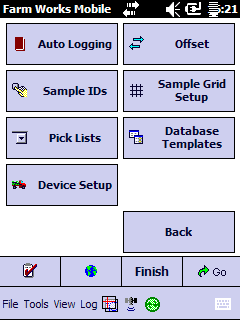 Farm Works Mobile :21
Auto Logging
Offset
Sample IDs
Sample Grid
Setup
Pick Lists
Database
Templates
Device Setup
Back
Finish
Go
File Tools View Log